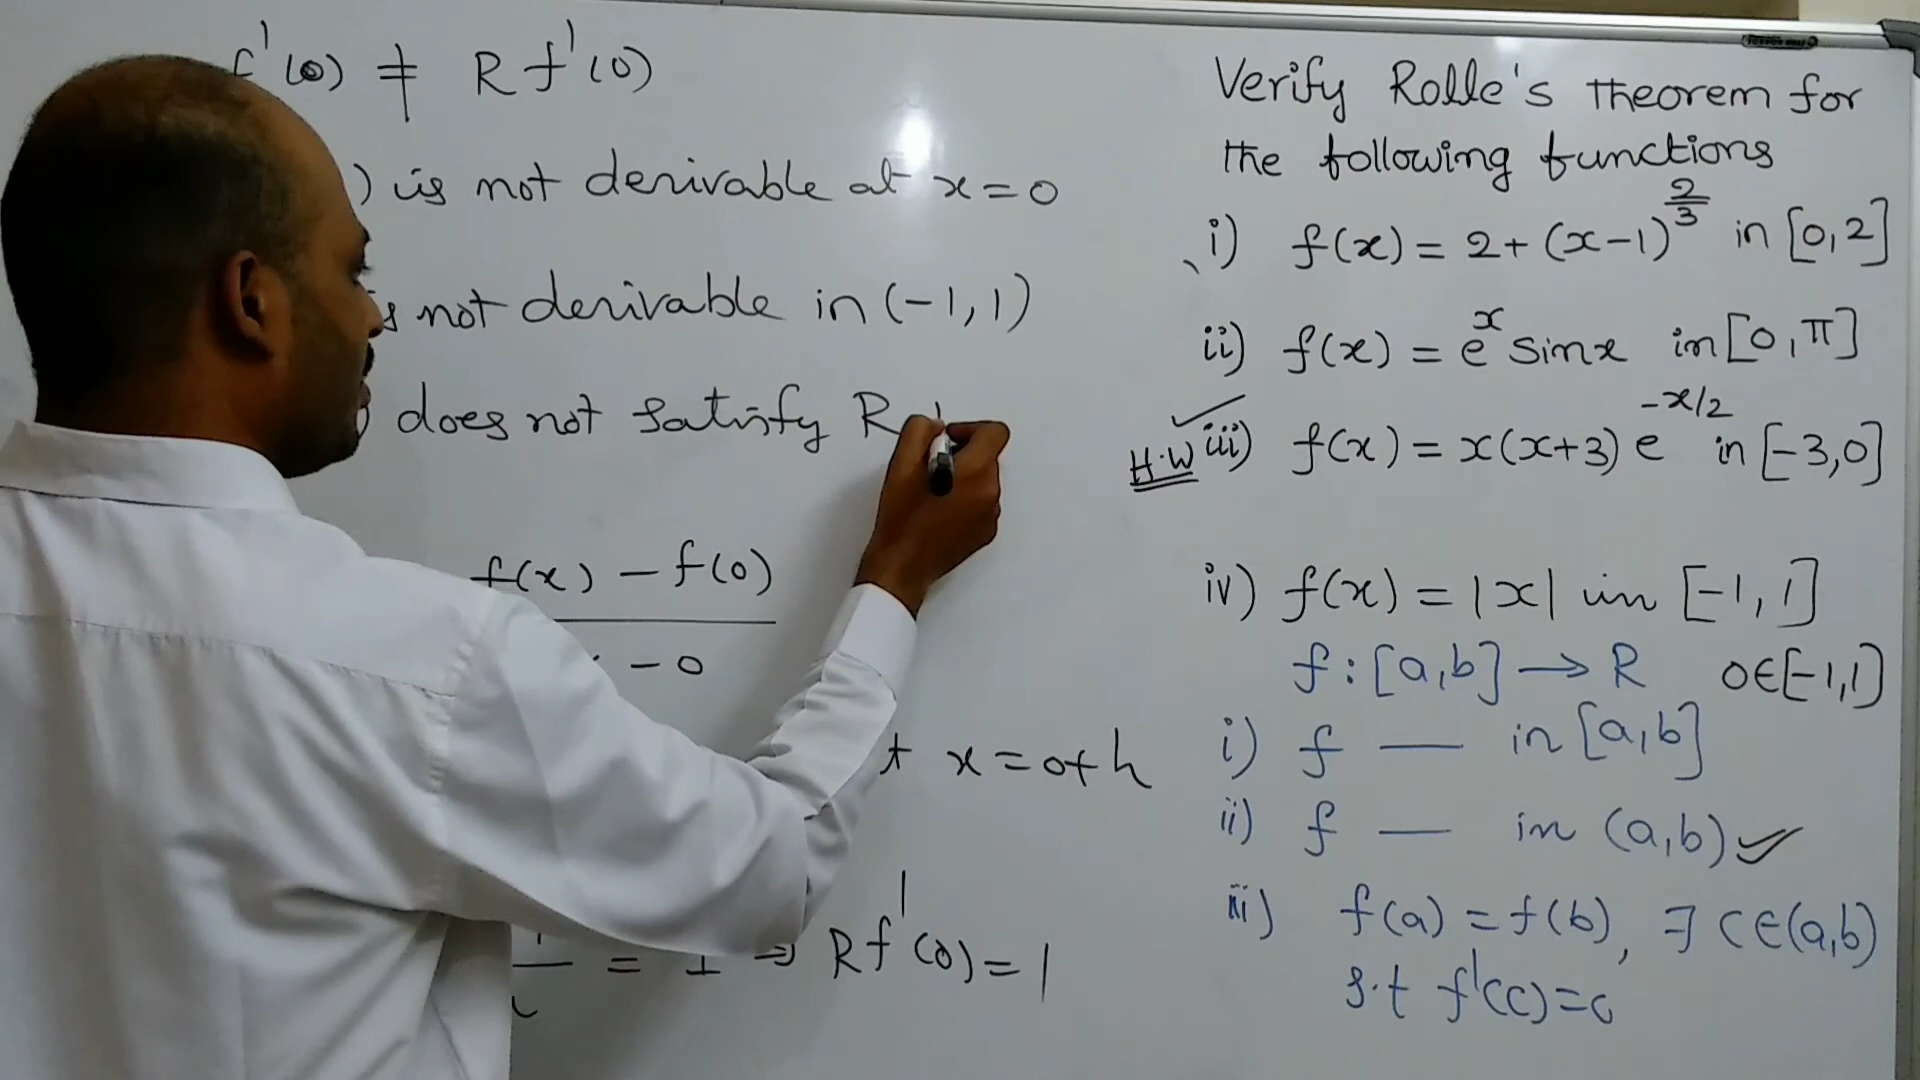 f'(0) ≠ Rf'(0)
) is not derivable at x=0
not derivable in (-1,1)
does not satisfy R
f(x) - f(0)
- 0
x = 0+h
= 1 ⇒ Rf'(0)=1
Verify Rolle's theorem for
the following functions
i) f(x) = 2+(x-1)^{2/3} in [0,2]
ii) f(x) = e^x sinx in [0,π]
H.W iii) f(x) = x(x+3) e^{-x/2} in [-3,0]
iv) f(x) = |x| in [-1,1]
f:[a,b] → R 0∈[-1,1]
i) f — in [a,b]
ii) f — in (a,b) ✓
iii) f(a) = f(b), ∃ c∈(a,b)
s.t f'(c)=0